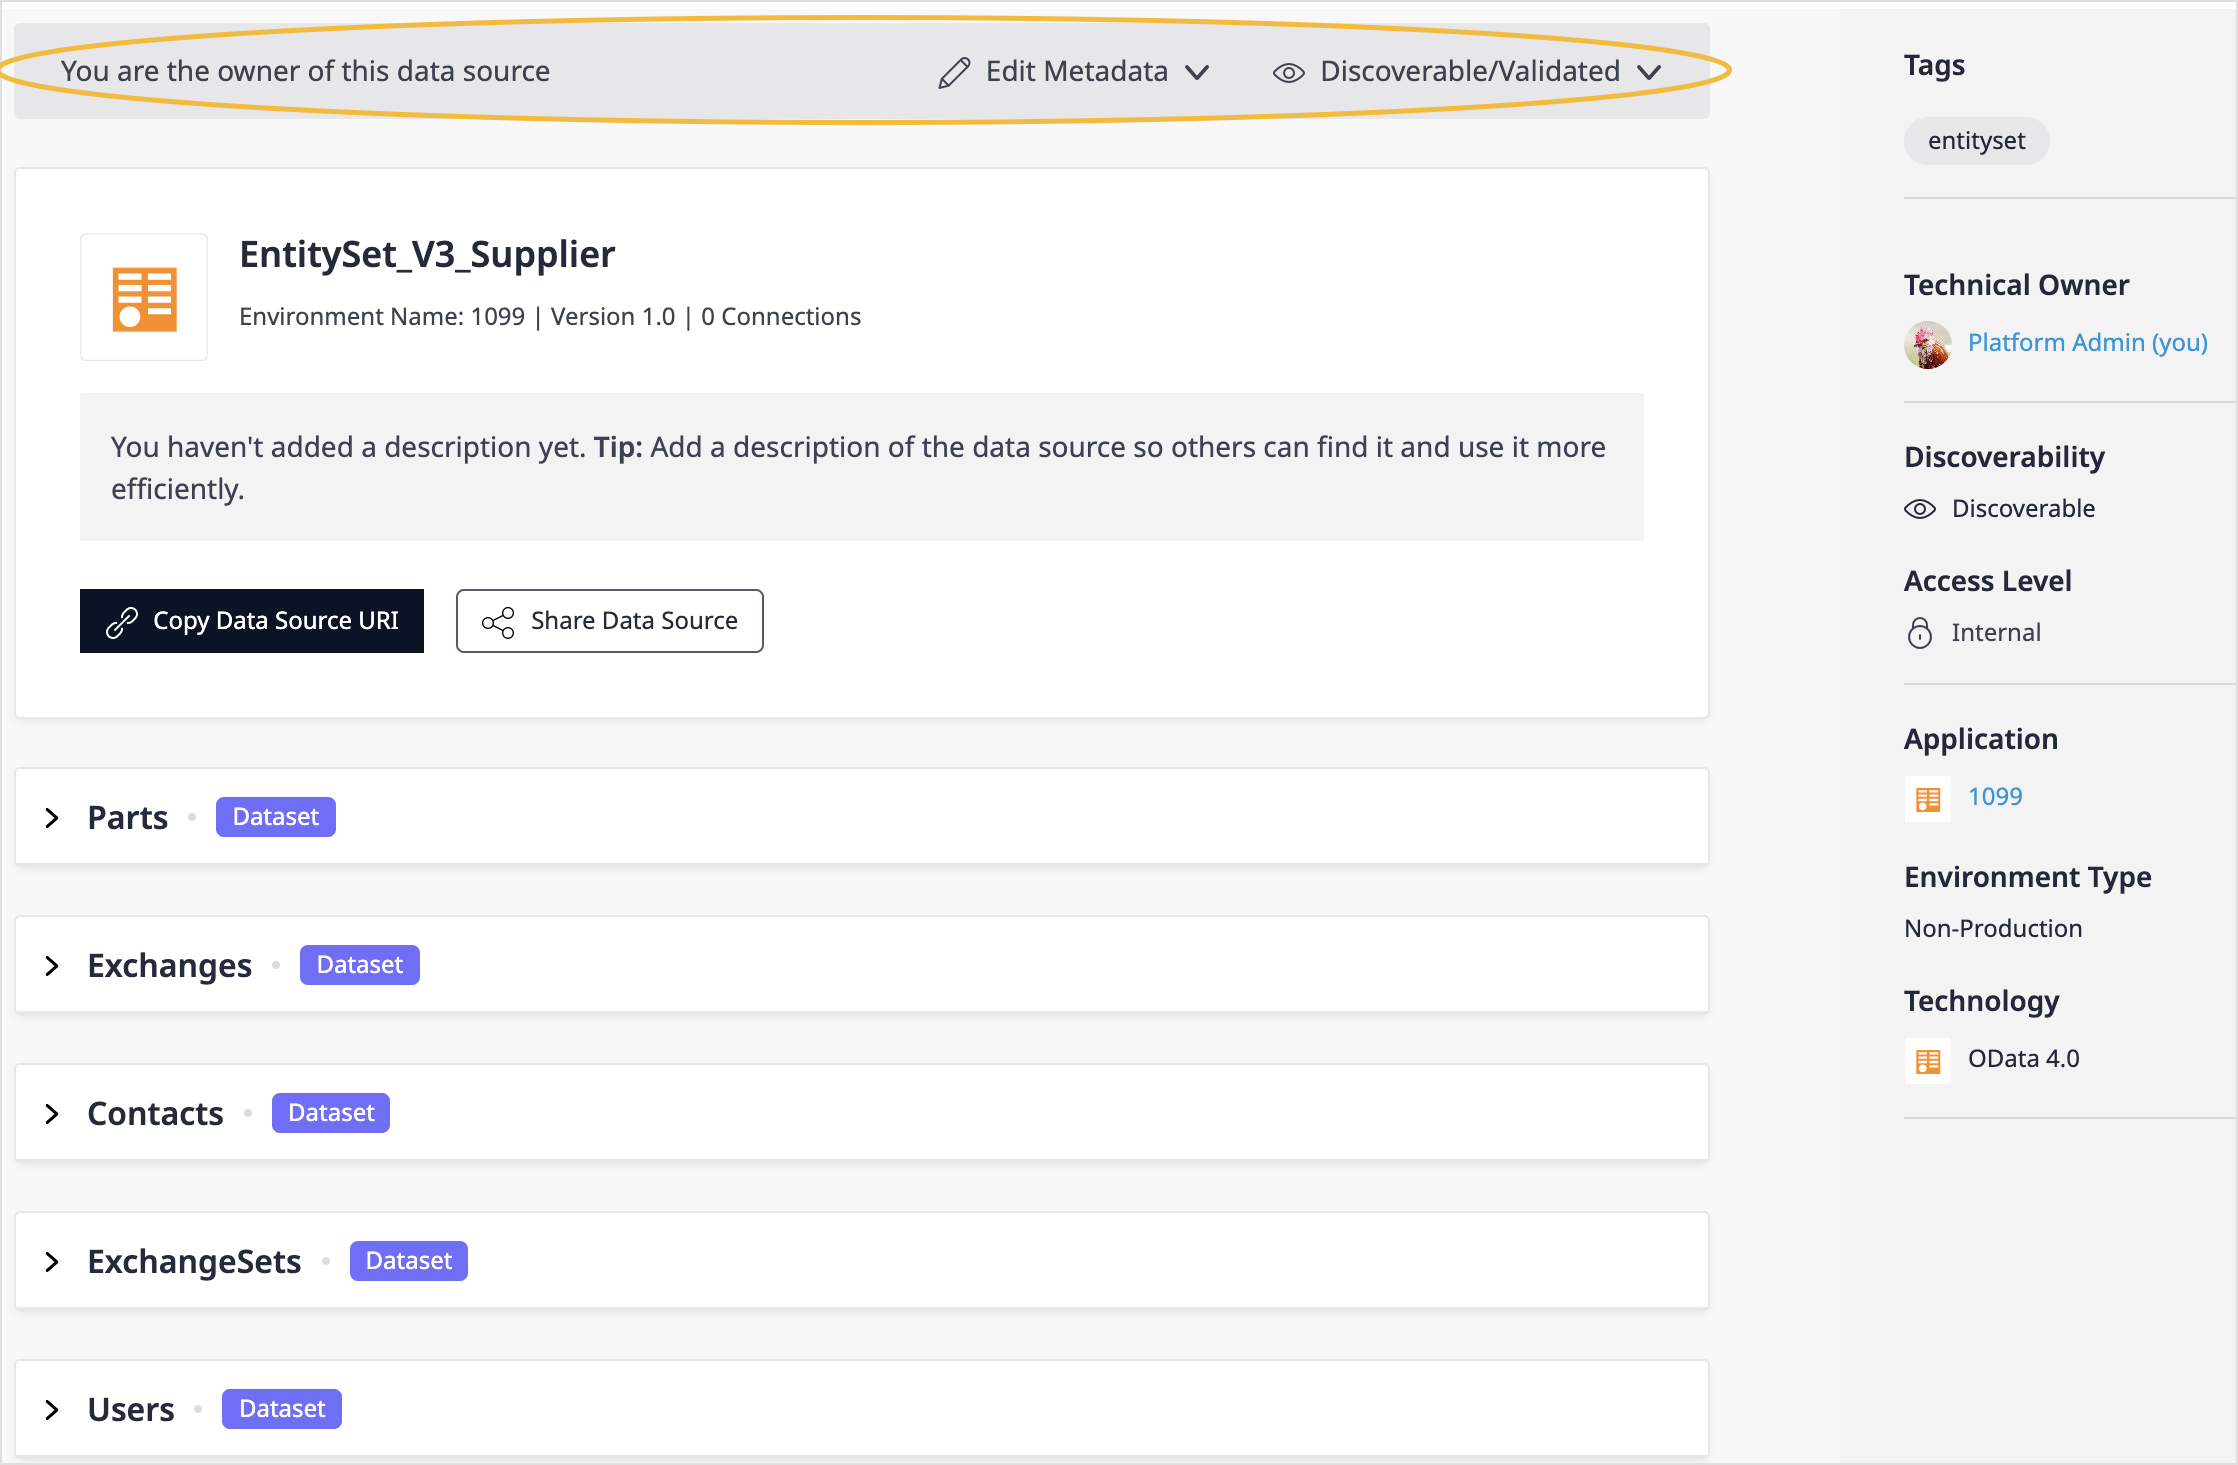 You are the owner of this data source
Edit Metadata
Discoverable/Validated
EntitySet_V3_Supplier
Environment Name: 1099 | Version 1.0 | 0 Connections
You haven't added a description yet. Tip: Add a description of the data source so others can find it and use it more
efficiently.
Copy Data Source URI
Share Data Source
Parts
Dataset
Exchanges
Dataset
Contacts
Dataset
ExchangeSets
Dataset
Users
Dataset
Tags
entityset
Technical Owner
Platform Admin (you)
Discoverability
Discoverable
Access Level
Internal
Application
1099
Environment Type
Non-Production
Technology
OData 4.0